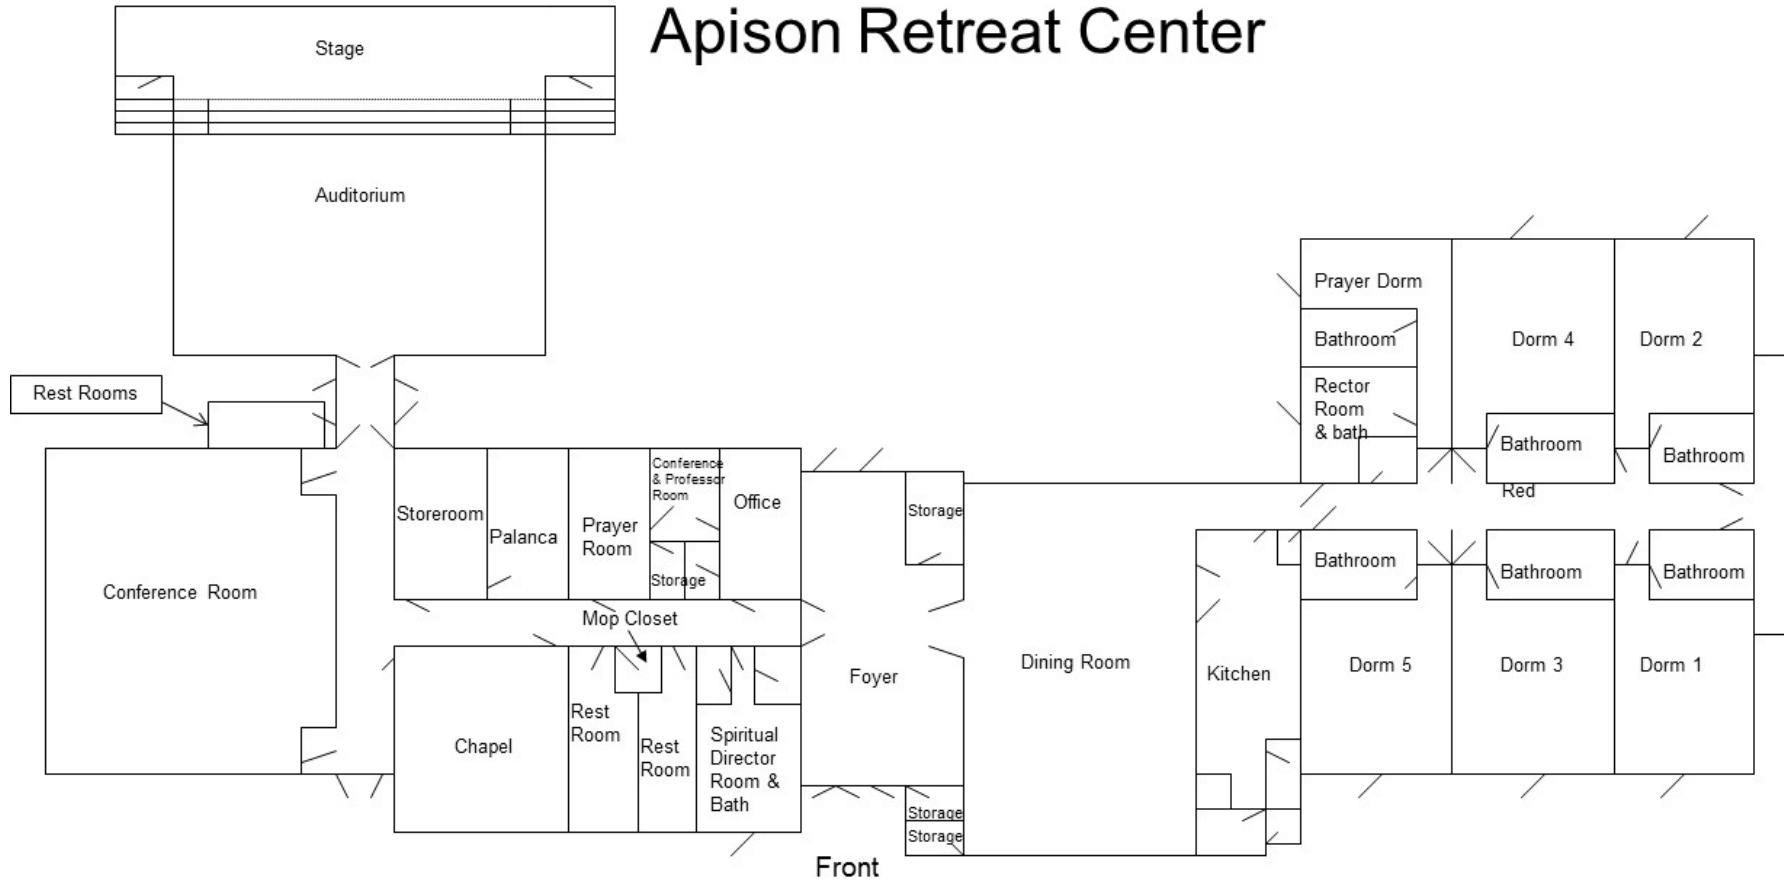 Apison Retreat Center
Stage
Auditorium
Rest Rooms
Conference Room
Storeroom
Palanca
Prayer
Room
Conference
& Professor
Room
Storage
Office
Mop Closet
Chapel
Rest
Room
Rest
Room
Spiritual
Director
Room &
Bath
Foyer
Storage
Storage
Storage
Front
Dining Room
Kitchen
Prayer Dorm
Bathroom
Rector
Room
& bath
Dorm 4
Dorm 2
Bathroom
Bathroom
Red
Bathroom
Bathroom
Bathroom
Dorm 5
Dorm 3
Dorm 1